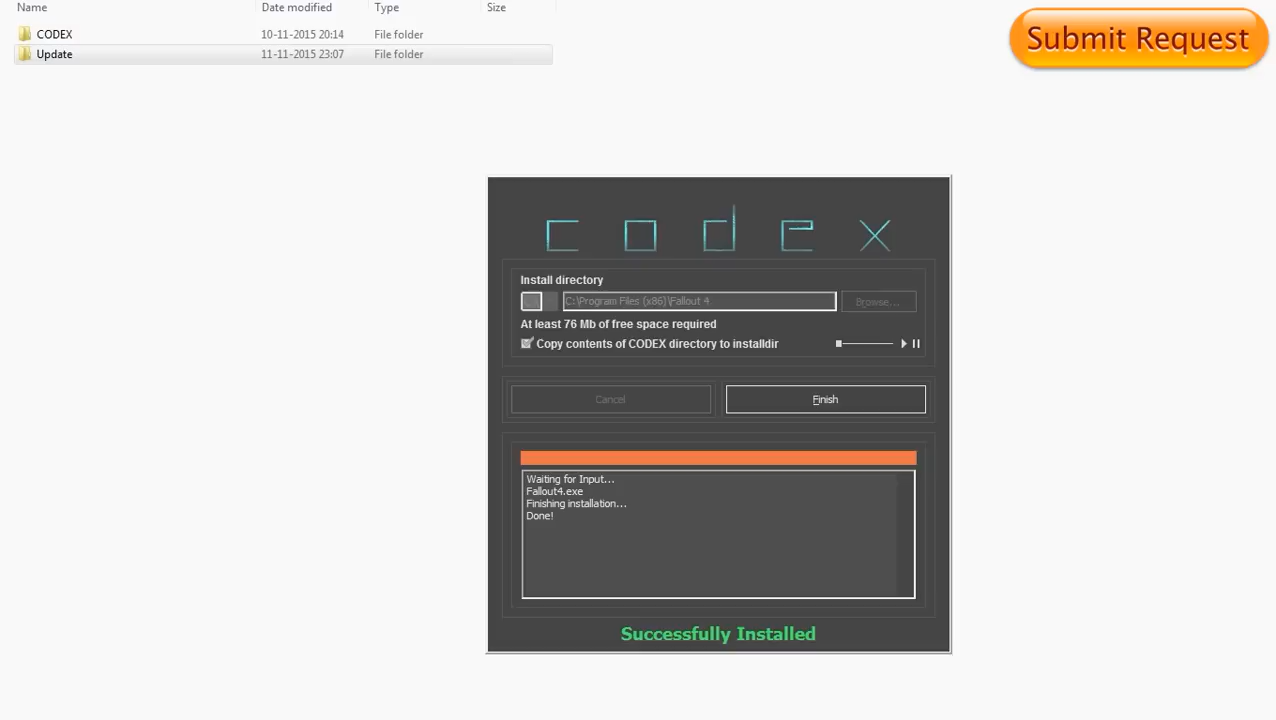 Name Date modified Type Size
CODEX 10-11-2015 20:14 File folder
Update 11-11-2015 23:07 File folder
Submit Request
codex
Install directory
C:\Program Files (x86)\Fallout 4 Browse...
At least 76 Mb of free space required
Copy contents of CODEX directory to installdir
Cancel Finish
Waiting for Input...
Fallout4.exe
Finishing installation...
Done!
Successfully Installed